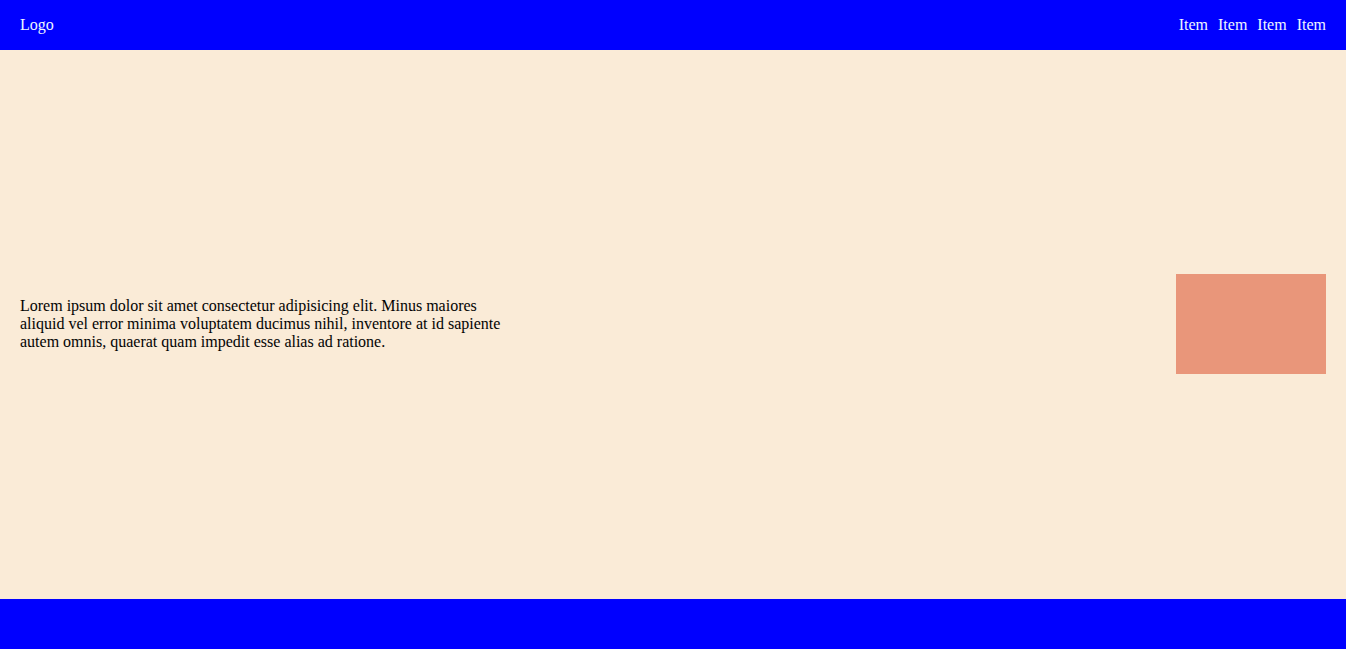 Logo
Item Item Item Item
Lorem ipsum dolor sit amet consectetur adipisicing elit. Minus maiores
aliquid vel error minima voluptatem ducimus nihil, inventore at id sapiente
autem omnis, quaerat quam impedit esse alias ad ratione.